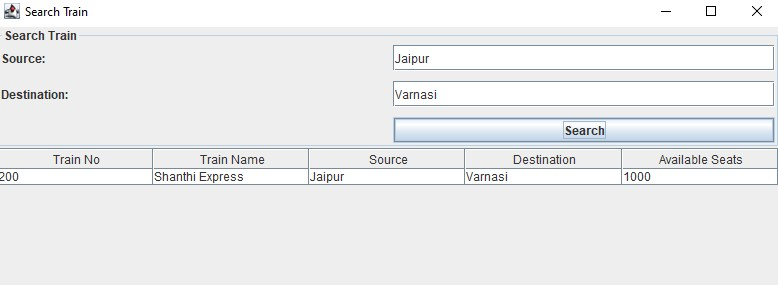 Search Train
Search Train
Source: Jaipur
Destination: Varnasi
Search
Train No Train Name Source Destination Available Seats
200 Shanthi Express Jaipur Varnasi 1000